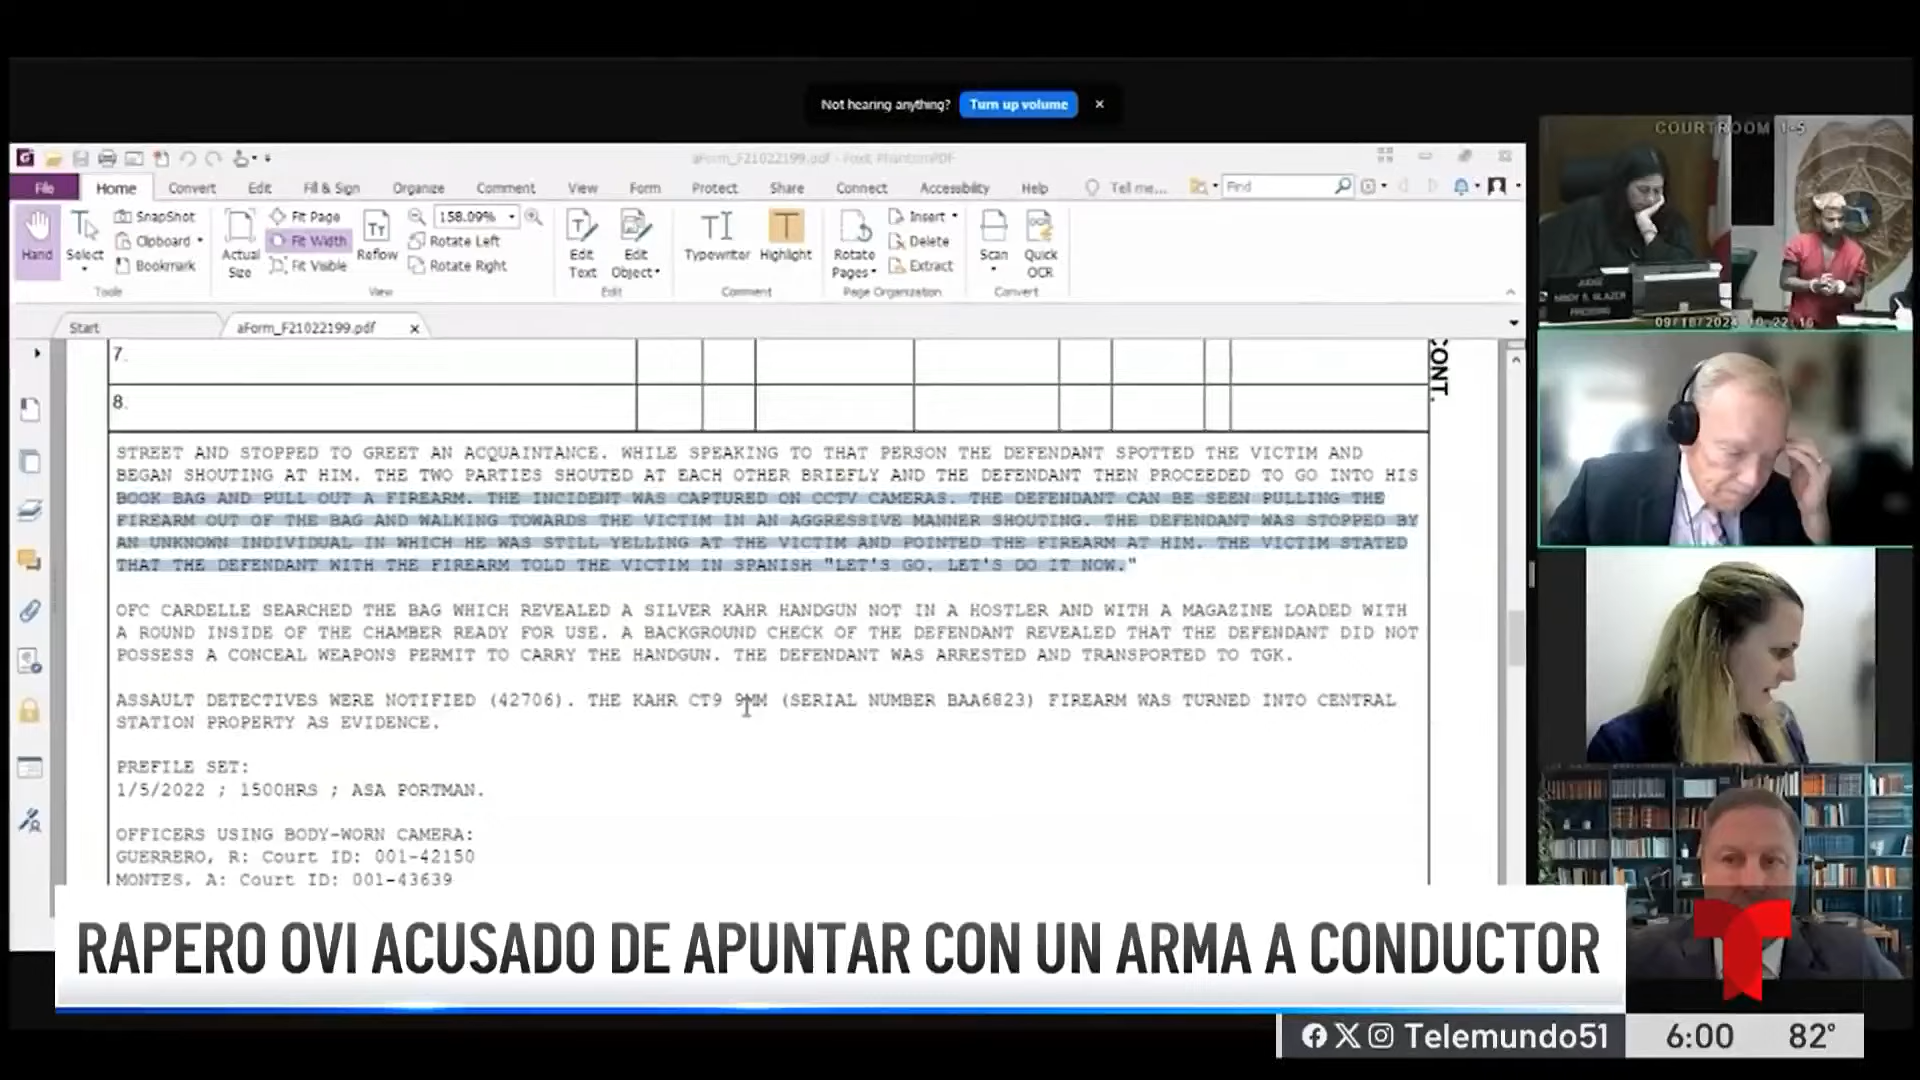 Not hearing anything? Turn up volume ×
COURTROOM 1-5
aForm_F21022199.pdf - Foxit PhantomPDF
File Home Convert Edit Fill & Sign Organize Comment View Form Protect Share Connect Accessibility Help Tell me... Find
SnapShot
Clipboard
Bookmark
Hand
Select
Tools
Actual Size
Fit Page
Fit Width
Fit Visible
Reflow
158.09%
Rotate Left
Rotate Right
View
Edit Text
Edit Object
Edit
Typewriter
Highlight
Comment
Rotate Pages
Insert
Delete
Extract
Page Organization
Scan
Quick OCR
Convert
JUDGE
MINDY S. GLAZER
PRESIDING
Start aForm_F21022199.pdf ×
7.
8.
CONT.
STREET AND STOPPED TO GREET AN ACQUAINTANCE. WHILE SPEAKING TO THAT PERSON THE DEFENDANT SPOTTED THE VICTIM AND
BEGAN SHOUTING AT HIM. THE TWO PARTIES SHOUTED AT EACH OTHER BRIEFLY AND THE DEFENDANT THEN PROCEEDED TO GO INTO HIS
BOOK BAG AND PULL OUT A FIREARM. THE INCIDENT WAS CAPTURED ON CCTV CAMERAS. THE DEFENDANT CAN BE SEEN PULLING THE
FIREARM OUT OF THE BAG AND WALKING TOWARDS THE VICTIM IN AN AGGRESSIVE MANNER SHOUTING. THE DEFENDANT WAS STOPPED BY
AN UNKNOWN INDIVIDUAL IN WHICH HE WAS STILL YELLING AT THE VICTIM AND POINTED THE FIREARM AT HIM. THE VICTIM STATED
THAT THE DEFENDANT WITH THE FIREARM TOLD THE VICTIM IN SPANISH "LET'S GO. LET'S DO IT NOW."
OFC CARDELLE SEARCHED THE BAG WHICH REVEALED A SILVER KAHR HANDGUN NOT IN A HOSTLER AND WITH A MAGAZINE LOADED WITH
A ROUND INSIDE OF THE CHAMBER READY FOR USE. A BACKGROUND CHECK OF THE DEFENDANT REVEALED THAT THE DEFENDANT DID NOT
POSSESS A CONCEAL WEAPONS PERMIT TO CARRY THE HANDGUN. THE DEFENDANT WAS ARRESTED AND TRANSPORTED TO TGK.
ASSAULT DETECTIVES WERE NOTIFIED (42706). THE KAHR CT9 9MM (SERIAL NUMBER BAA6823) FIREARM WAS TURNED INTO CENTRAL
STATION PROPERTY AS EVIDENCE.
PREFILE SET:
1/5/2022 ; 1500HRS ; ASA PORTMAN.
OFFICERS USING BODY-WORN CAMERA:
GUERRERO, R: Court ID: 001-42150
MONTES, A: Court ID: 001-43639
RAPERO OVI ACUSADO DE APUNTAR CON UN ARMA A CONDUCTOR
Telemundo51 6:00 82°